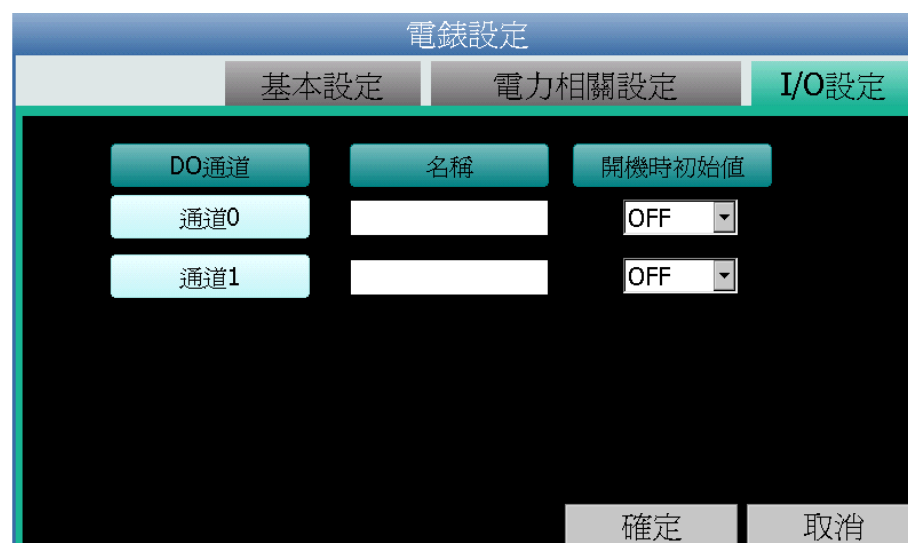 電錶設定
基本設定 電力相關設定 I/O設定
DO通道 名稱 開機時初始值
通道0 OFF
通道1 OFF
確定 取消